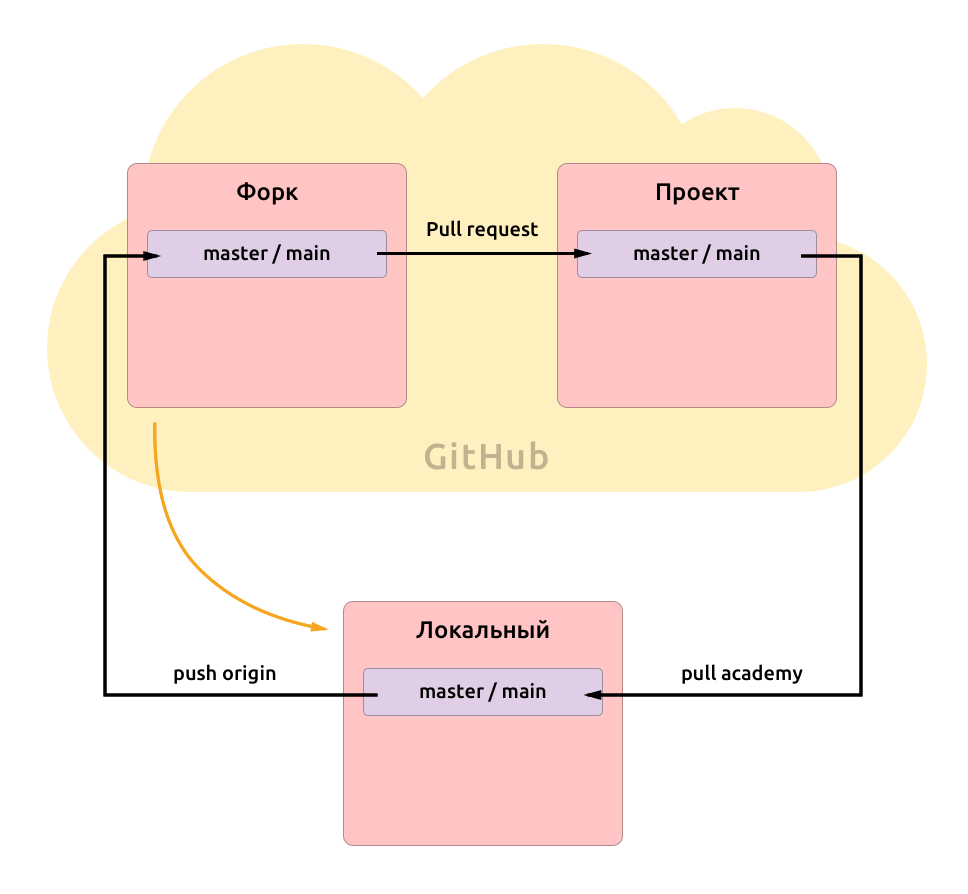 Форк
Проект
master / main
Pull request
master / main
GitHub
Локальный
push origin
master / main
pull academy